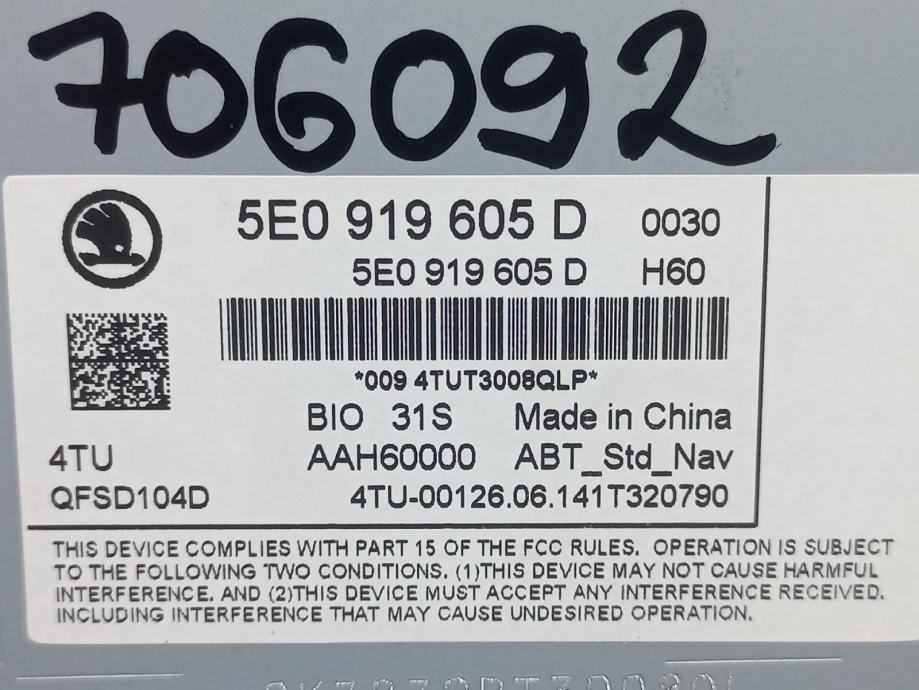 706092
5E0 919 605 D 0030
5E0 919 605 D H60
*009 4TUT3008QLP*
BIO 31S Made in China
4TU AAH60000 ABT_Std_Nav
QFSD104D 4TU-00126.06.141T320790
THIS DEVICE COMPLIES WITH PART 15 OF THE FCC RULES. OPERATION IS SUBJECT
TO THE FOLLOWING TWO CONDITIONS. (1)THIS DEVICE MAY NOT CAUSE HARMFUL
INTERFERENCE. AND (2)THIS DEVICE MUST ACCEPT ANY INTERFERENCE RECEIVED.
INCLUDING INTERFERENCE THAT MAY CAUSE UNDESIRED OPERATION.